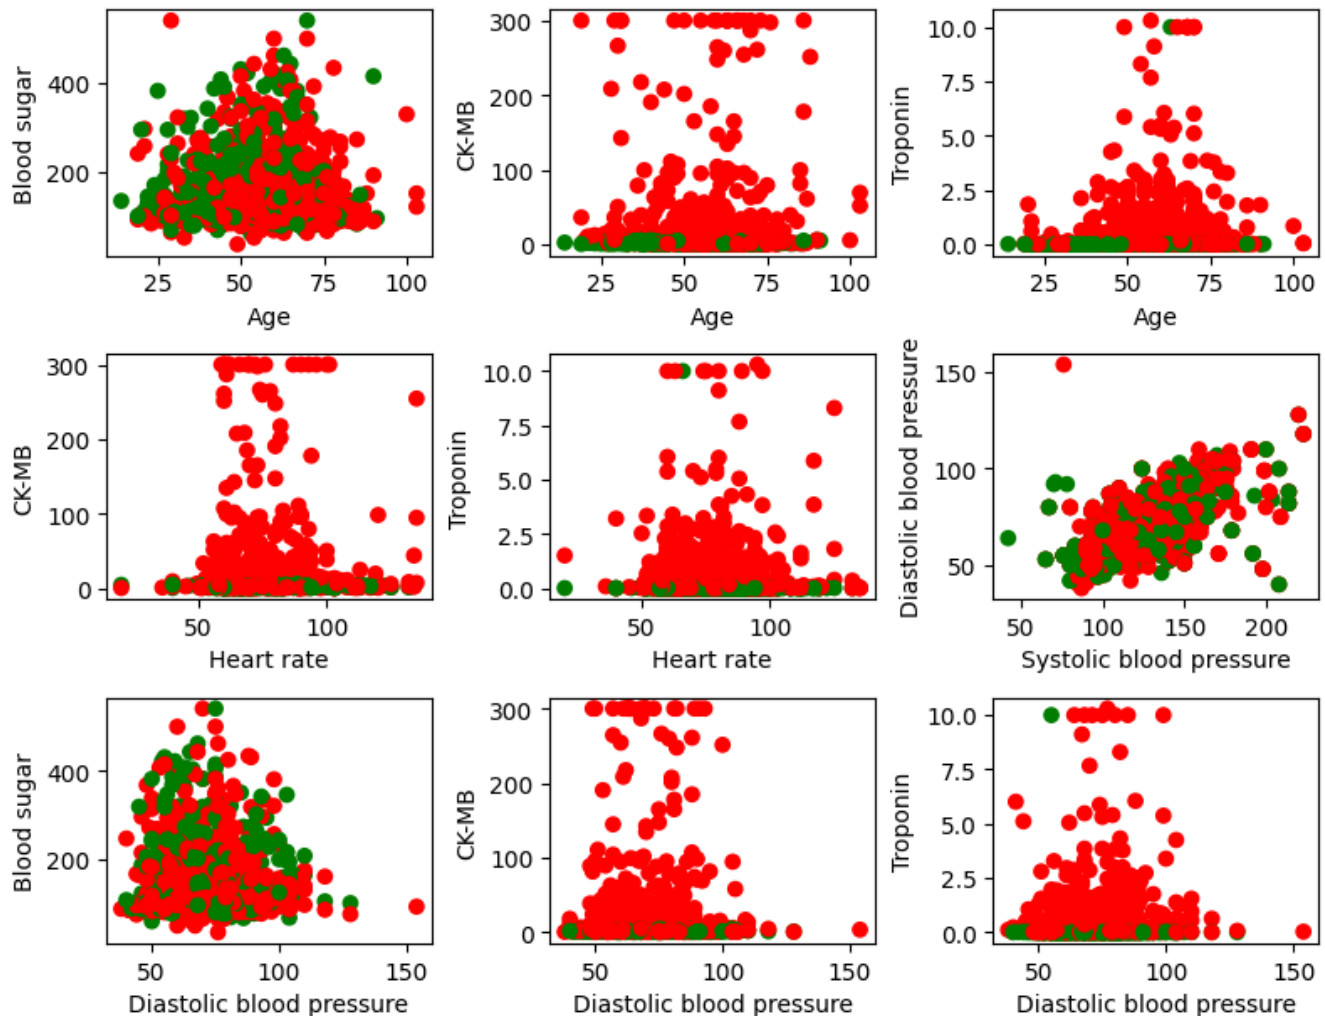 Blood sugar
400
200
25 50 75 100
Age
CK-MB
300
200
100
0
25 50 75 100
Age
Troponin
10.0
7.5
5.0
2.5
0.0
25 50 75 100
Age
CK-MB
300
200
100
0
50 100
Heart rate
Troponin
10.0
7.5
5.0
2.5
0.0
50 100
Heart rate
Diastolic blood pressure
150
100
50
50 100 150 200
Systolic blood pressure
Blood sugar
400
200
50 100 150
Diastolic blood pressure
CK-MB
300
200
100
0
50 100 150
Diastolic blood pressure
Troponin
10.0
7.5
5.0
2.5
0.0
50 100 150
Diastolic blood pressure